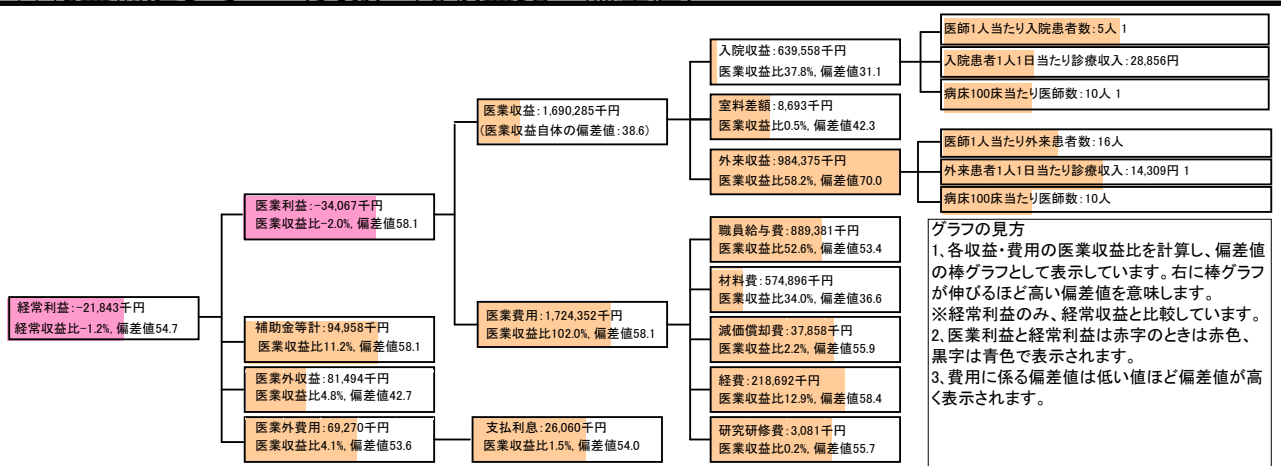 経常利益:-21,843千円
経常収支比-1.2%, 偏差値54.7
医業利益:-34,067千円
医業収益比-2.0%, 偏差値58.1
補助金等計:94,958千円
医業収益比11.2%, 偏差値58.1
医業外収益:81,494千円
医業収益比4.8%, 偏差値42.7
医業外費用:69,270千円
医業収益比4.1%, 偏差値53.6
医業収益:1,690,285千円
(医業収益自体の偏差値:38.6)
医業費用:1,724,352千円
医業収益比102.0%, 偏差値58.1
支払利息:26,060千円
医業収益比1.5%, 偏差値54.0
入院収益:639,558千円
医業収益比37.8%, 偏差値31.1
室料差額:8,693千円
医業収益比0.5%, 偏差値42.3
外来収益:984,375千円
医業収益比58.2%, 偏差値70.0
職員給与費:889,381千円
医業収益比52.6%, 偏差値53.4
材料費:574,896千円
医業収益比34.0%, 偏差値36.6
減価償却費:37,858千円
医業収益比2.2%, 偏差値55.9
経費:218,692千円
医業収益比12.9%, 偏差値58.4
研究研修費:3,081千円
医業収益比0.2%, 偏差値55.7
医師1人当たり入院患者数:5人 1
入院患者1人1日当たり診療収入:28,856円
病床100床当たり医師数:10人 1
医師1人当たり外来患者数:16人
外来患者1人1日当たり診療収入:14,309円 1
病床100床当たり医師数:10人
グラフの見方
1、各収益・費用の医業収益比を計算し、偏差値
の棒グラフとして表示しています。右に棒グラフ
が伸びるほど高い偏差値を意味します。
※経常利益のみ、経常収益と比較しています。
2、医業利益と経常利益は赤字のときは赤色、
黒字は青色で表示されます。
3、費用に係る偏差値は低い値ほど偏差値が高
く表示されます。